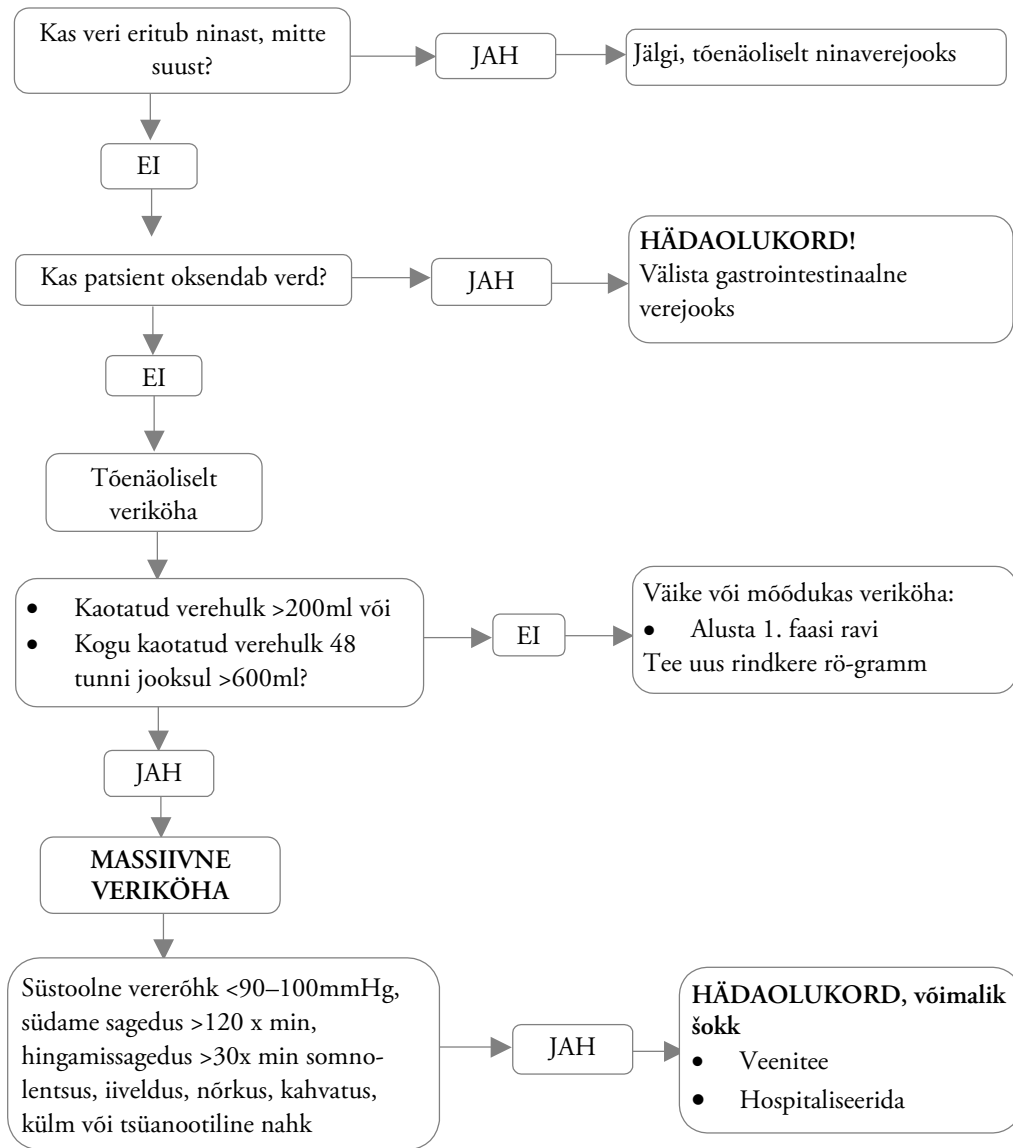 Kas veri eritub ninast, mitte
suust?
JAH
Jälgi, tõenäoliselt ninaverejooks
EI
Kas patsient oksendab verd?
JAH
HÄDAOLUKORD!
Välista gastrointestinaalne
verejooks
EI
Tõenäoliselt
veriköha
• Kaotatud verehulk >200ml või
• Kogu kaotatud verehulk 48
tunni jooksul >600ml?
EI
Väike või mõõdukas veriköha:
• Alusta 1. faasi ravi
Tee uus rindkere rö-gramm
JAH
MASSIIVNE
VERIKÖHA
Süstoolne vererõhk <90–100mmHg,
südame sagedus >120 x min,
hingamissagedus >30x min somno-
lentsus, iiveldus, nõrkus, kahvatus,
külm või tsüanootiline nahk
JAH
HÄDAOLUKORD, võimalik
šokk
• Veenitee
• Hospitaliseerida